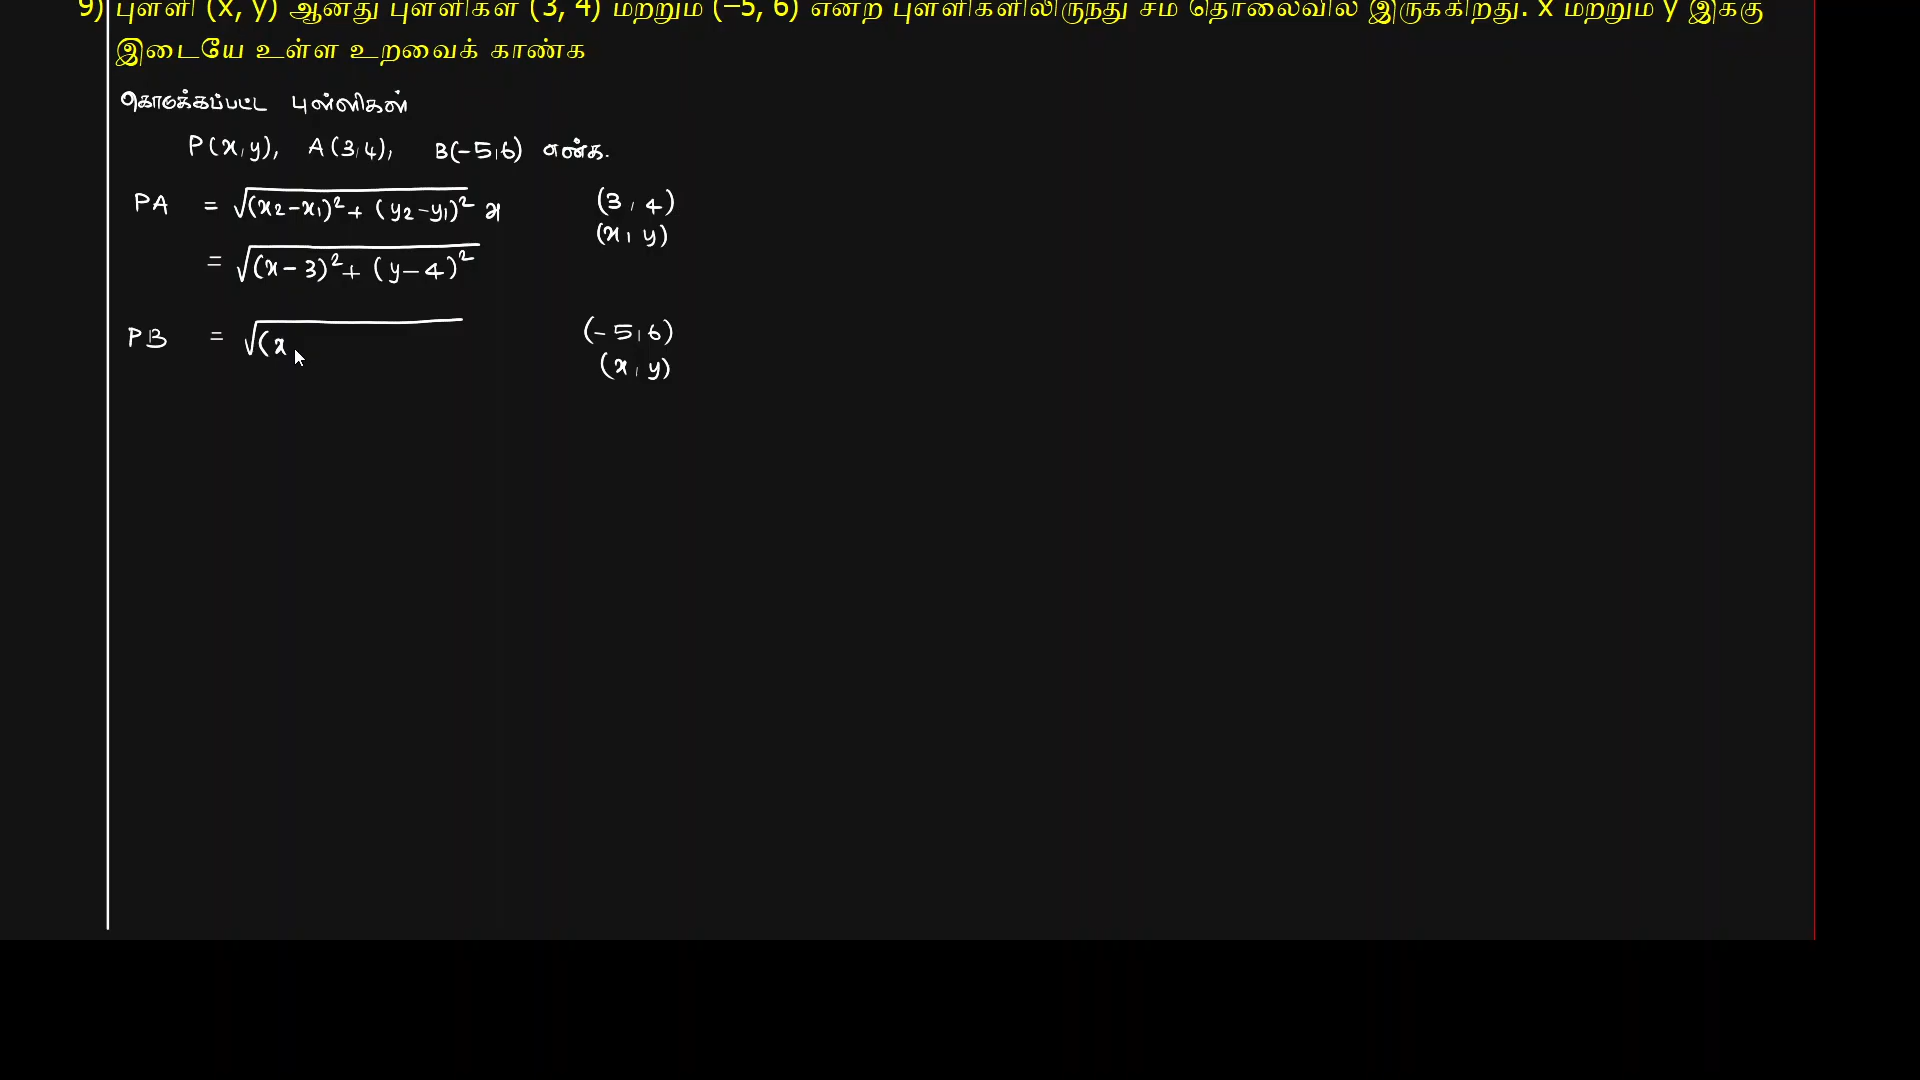 9) புள்ளி (x, y) ஆனது புள்ளிகள் (3, 4) மற்றும் (−5, 6) என்ற புள்ளிகளிலிருந்து சம தொலைவில் இருக்கிறது. x மற்றும் y இக்கு
இடையே உள்ள உறவைக் காண்க
கொடுக்கப்பட்ட புள்ளிகள்
P(x,y), A(3,4), B(-5,6) என்க.
PA = √(x₂-x₁)²+(y₂-y₁)² அ (3,4)
(x,y)
= √(x-3)²+(y-4)²
PB = √(x (-5,6)
(x,y)